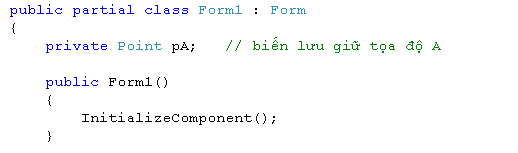 public partial class Form1 : Form
{
    private Point pA;   // biến lưu giữ tọa độ A

    public Form1()
    {
        InitializeComponent();
    }